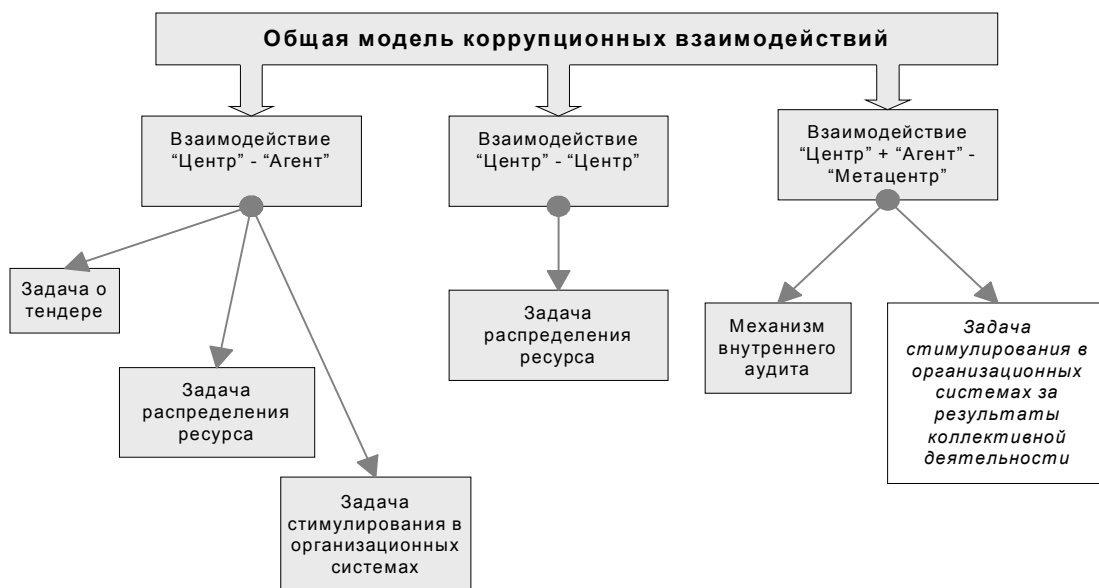 Общая модель коррупционных взаимодействий
Взаимодействие
“Центр” - “Агент”
Взаимодействие
“Центр” - “Центр”
Взаимодействие
“Центр” + “Агент” -
“Метацентр”
Задача о
тендере
Задача
распределения
ресурса
Задача
стимулирования в
организационных
системах
Задача
распределения
ресурса
Механизм
внутреннего
аудита
Задача
стимулирования в
организационных
системах за
результаты
коллективной
деятельности